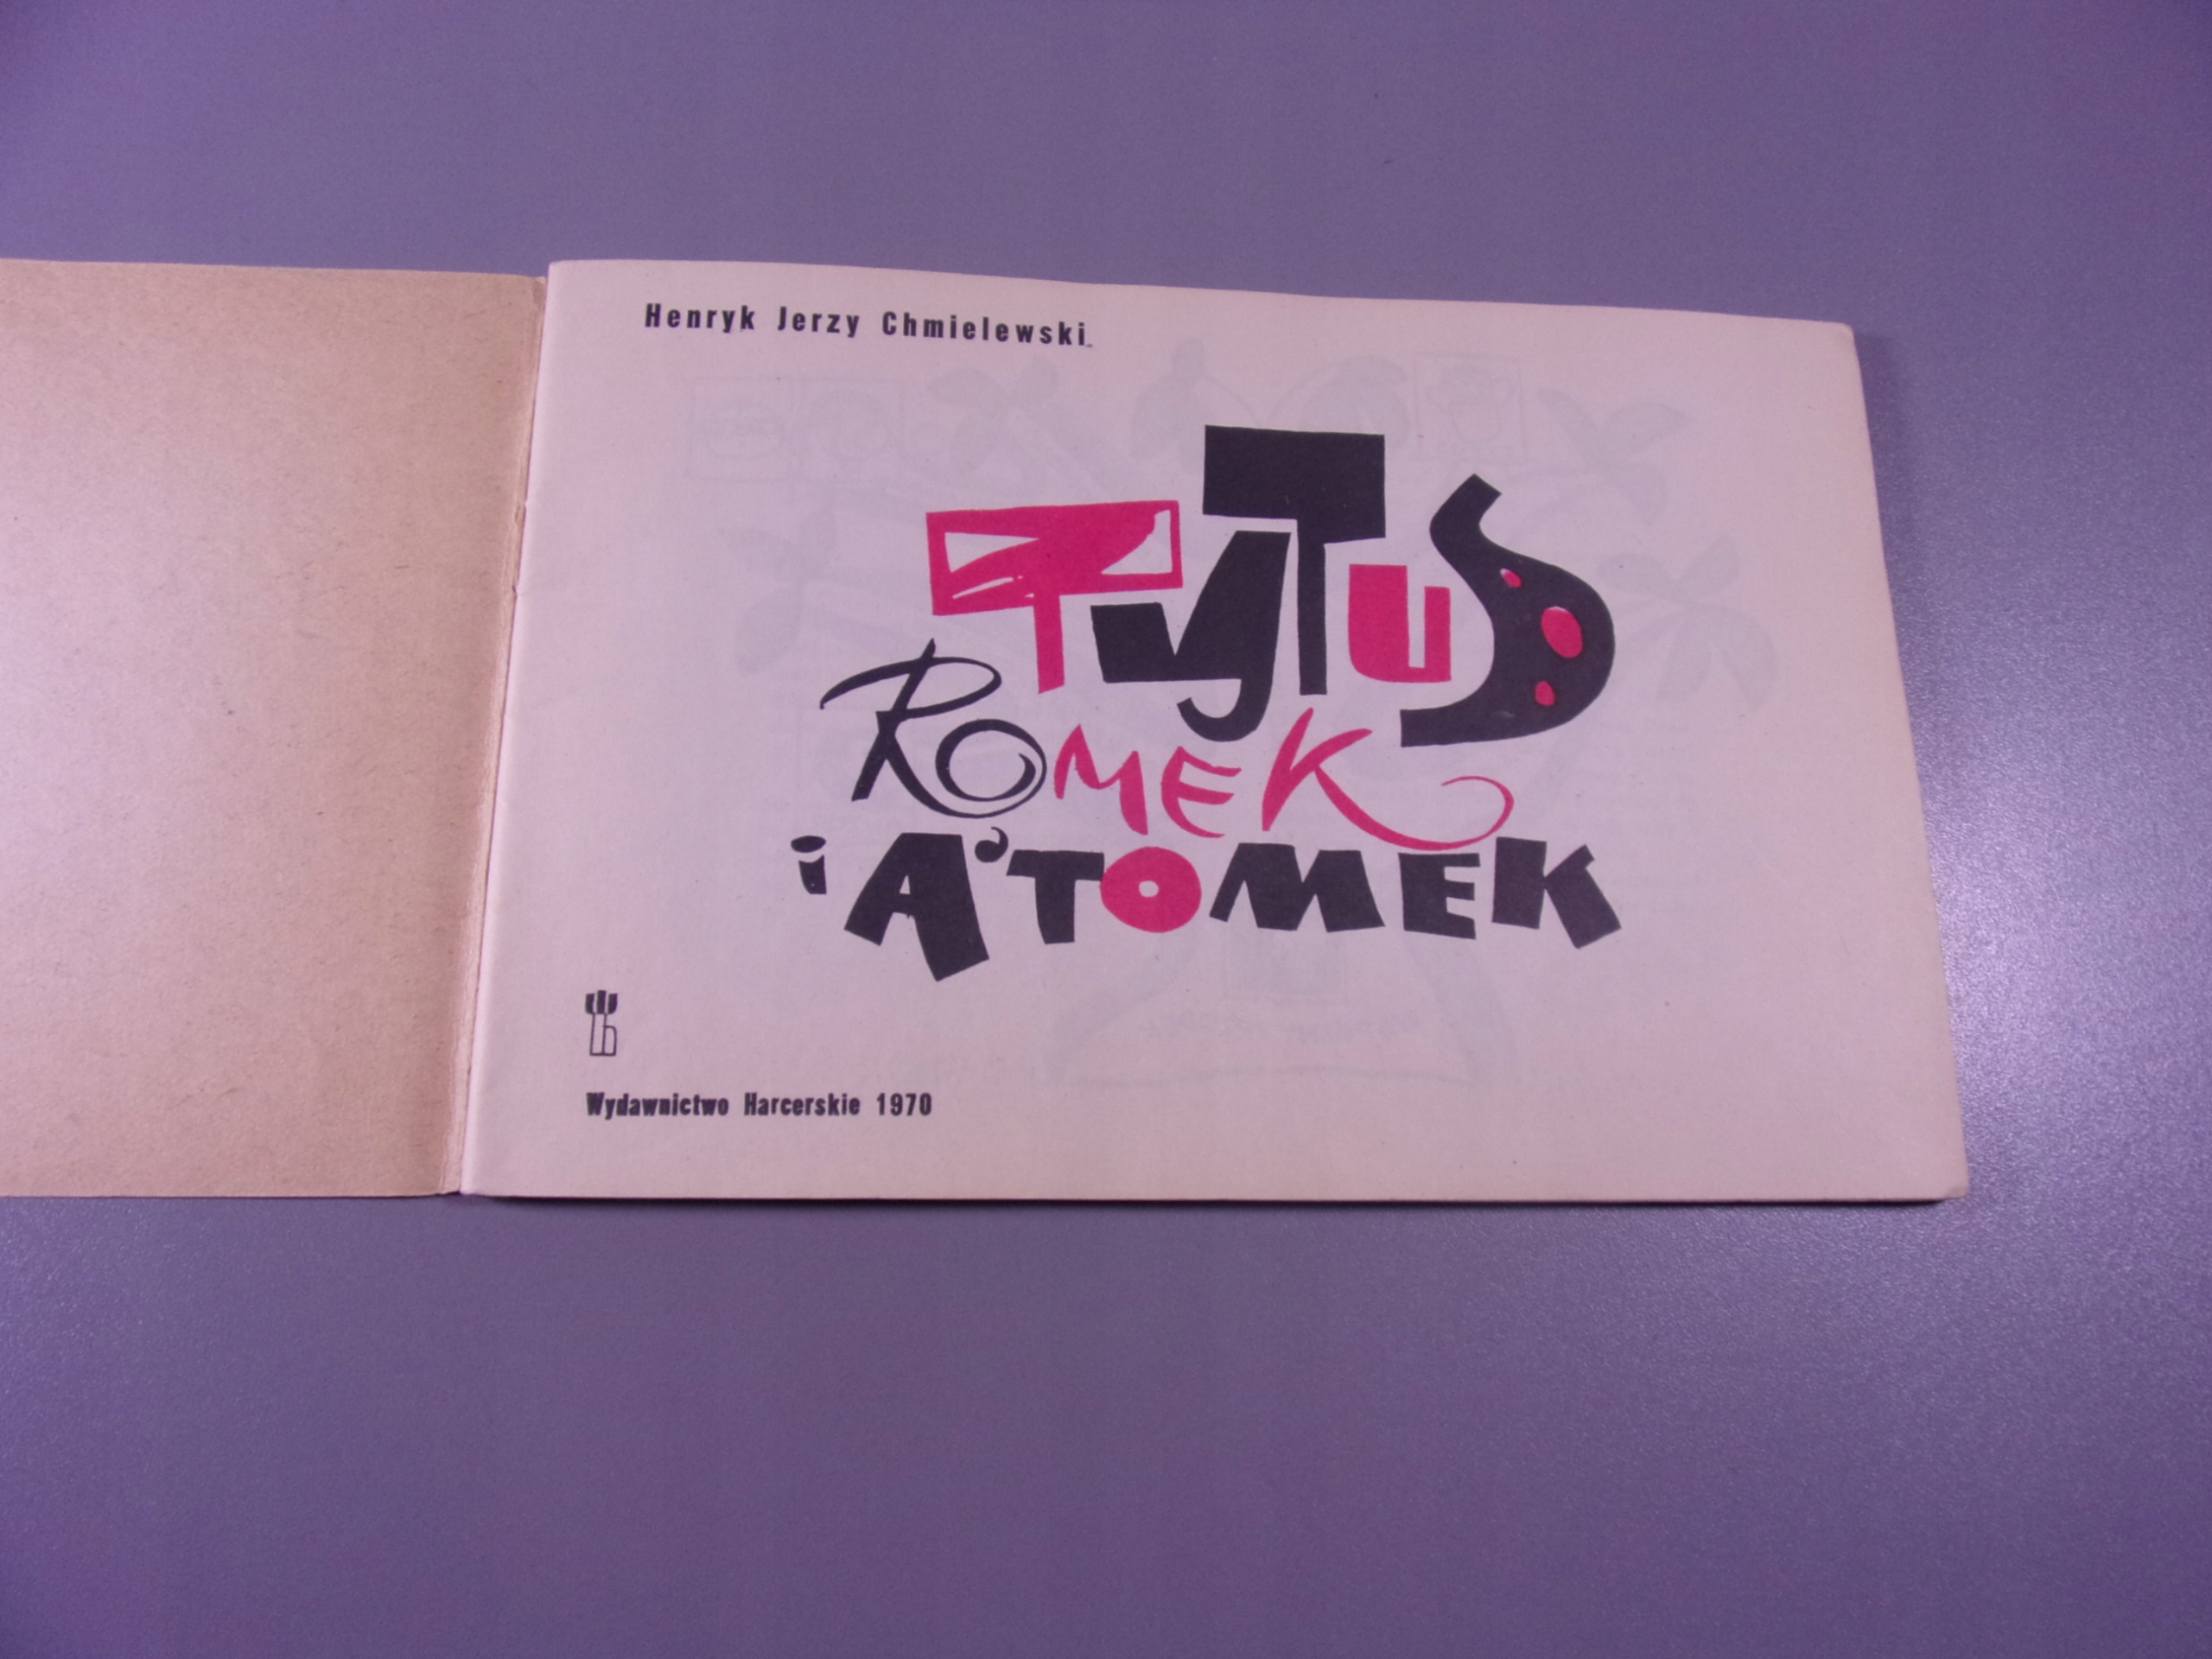 Henryk Jerzy Chmielewski
TyTuS
ROMEK
i A'TOMEK
Wydawnictwo Harcerskie 1970